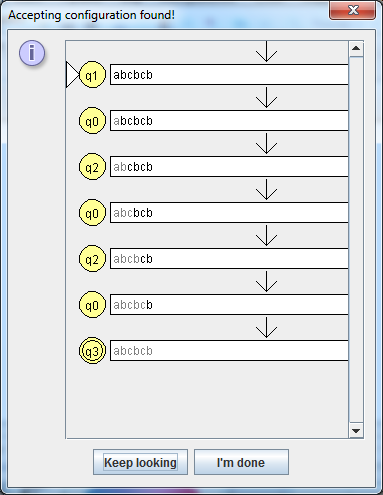 Accepting configuration found!
i
q1 abcbcb
q0 abcbcb
q2 abcbcb
q0 abcbcb
q2 abcbcb
q0 abcbcb
q3 abcbcb
Keep looking I'm done